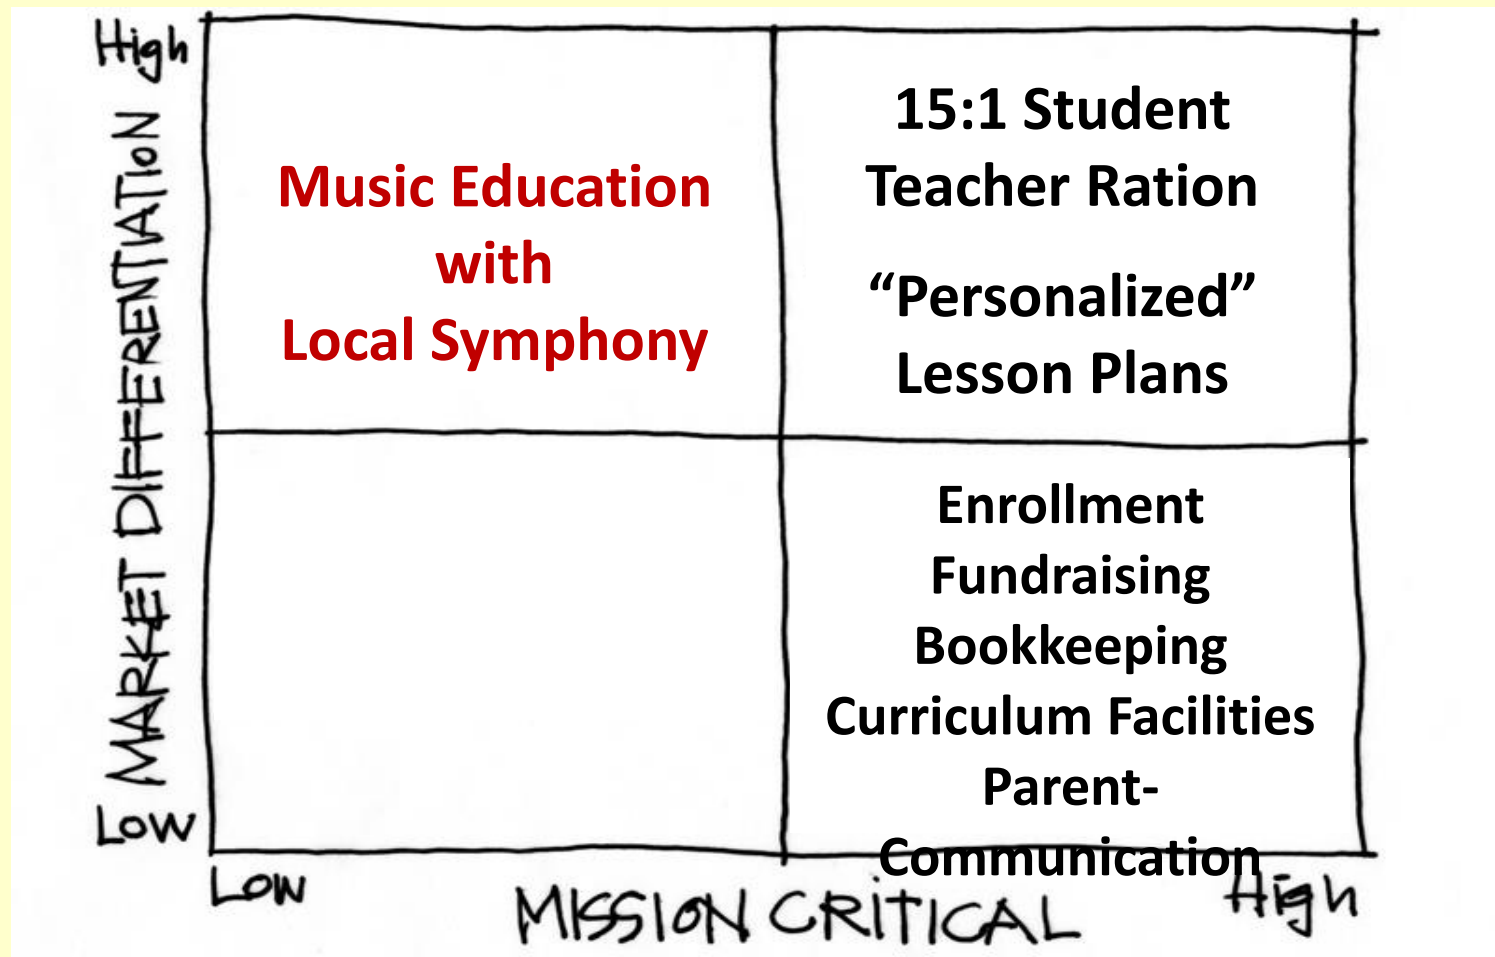 High
MARKET DIFFERENTIATION
Low
Music Education
with
Local Symphony
15:1 Student
Teacher Ration
“Personalized”
Lesson Plans
Enrollment
Fundraising
Bookkeeping
Curriculum Facilities
Parent-
Communication
Low
MISSION CRITICAL
High